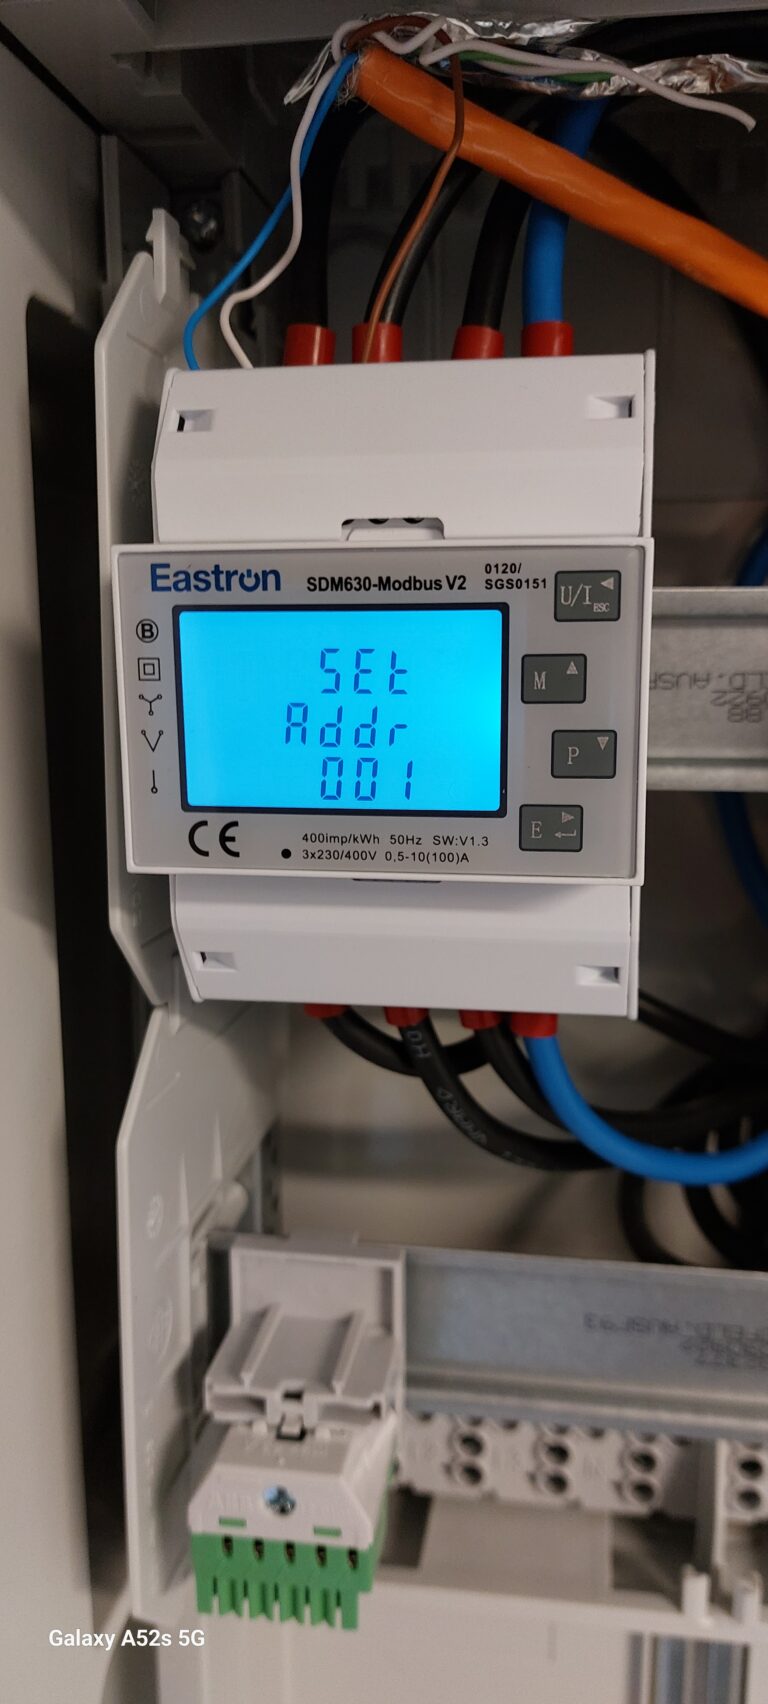 Eastron
SDM630-Modbus V2
0120/
SGS0151
U/I
ESC
B
SEt
M
Addr
P
001
E
CE
400imp/kWh 50Hz SW:V1.3
3x230/400V 0,5-10(100)A
Galaxy A52s 5G